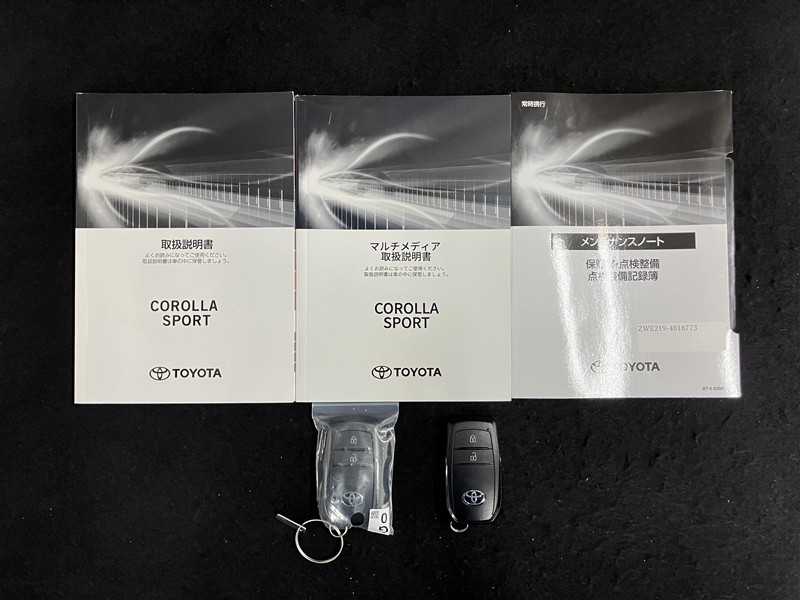 取扱説明書
よくお読みになってご使用ください。
取扱説明書は車の中に保管しましょう。
COROLLA
SPORT
TOYOTA
マルチメディア
取扱説明書
よくお読みになってご使用ください。
取扱説明書は車の中に保管しましょう。
COROLLA
SPORT
TOYOTA
常時携行
メンテナンスノート
点検整備
点検整備記録簿
ZWE219-4018773
TOYOTA